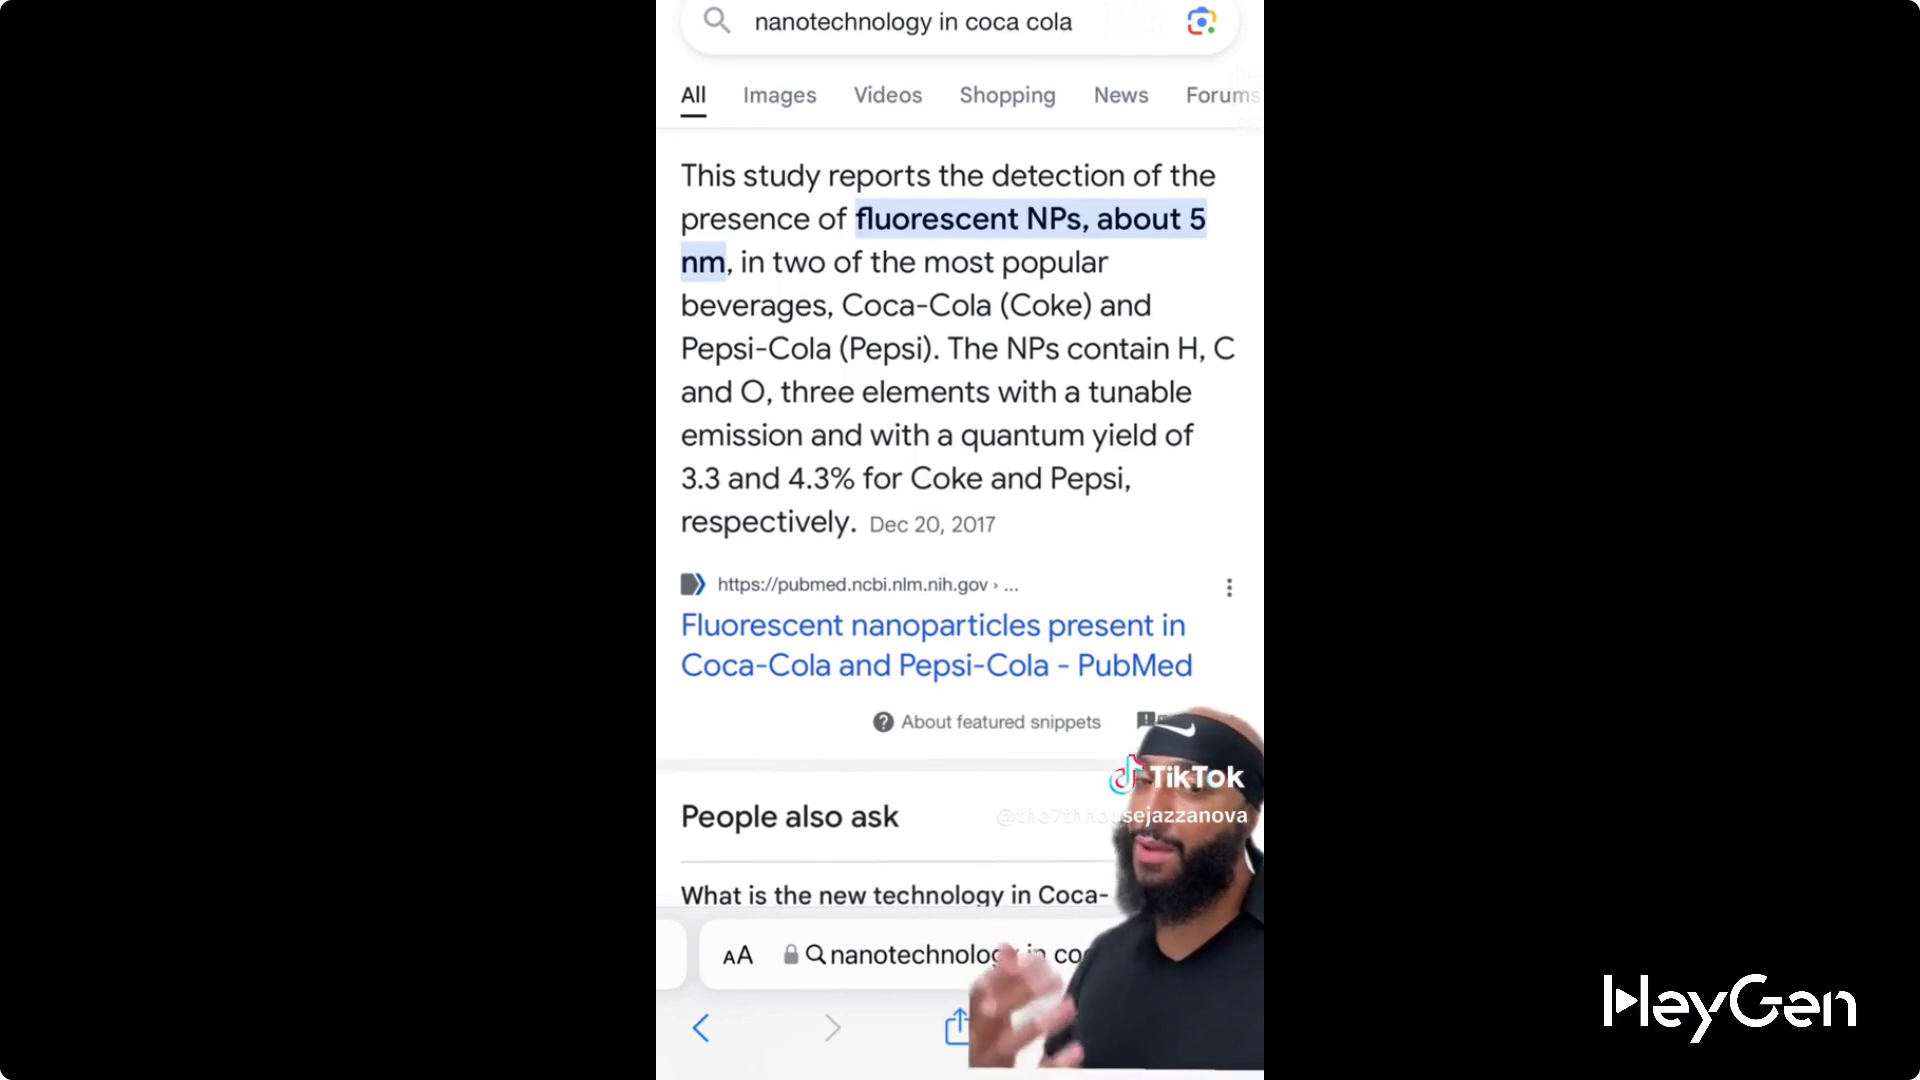 nanotechnology in coca cola
All Images Videos Shopping News Forums
This study reports the detection of the
presence of fluorescent NPs, about 5
nm, in two of the most popular
beverages, Coca-Cola (Coke) and
Pepsi-Cola (Pepsi). The NPs contain H, C
and O, three elements with a tunable
emission and with a quantum yield of
3.3 and 4.3% for Coke and Pepsi,
respectively. Dec 20, 2017
https://pubmed.ncbi.nlm.nih.gov › ...
Fluorescent nanoparticles present in
Coca-Cola and Pepsi-Cola - PubMed
About featured snippets
TikTok
@the7thhousejazzanova
People also ask
What is the new technology in Coca-
AA nanotechnology in co
HeyGen